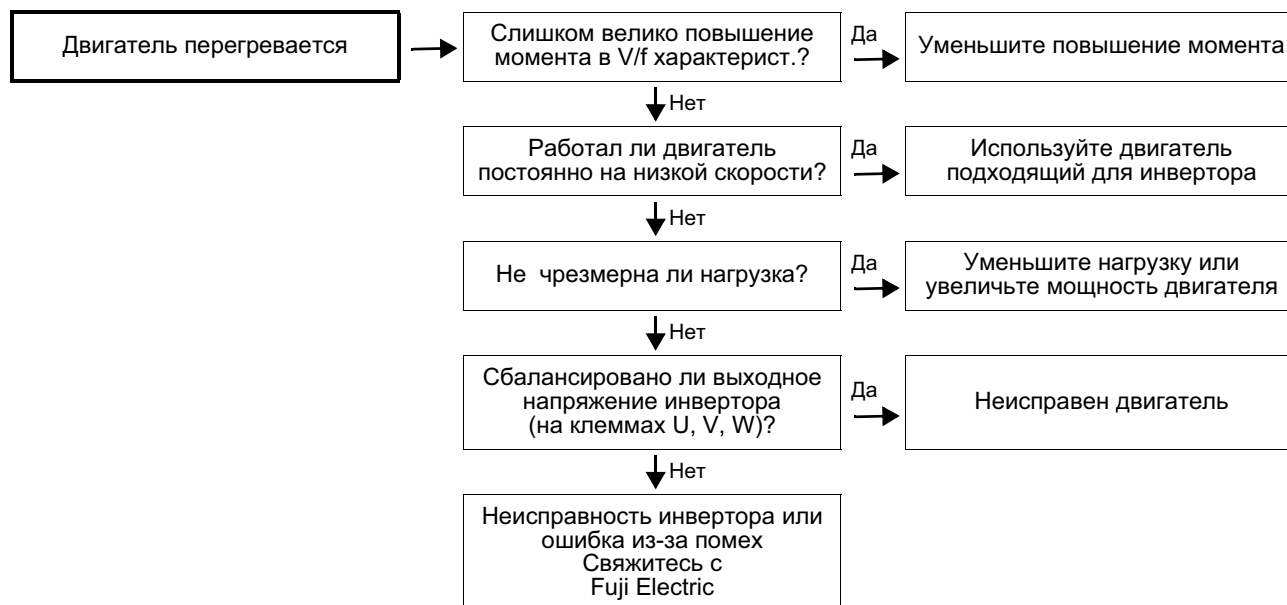 Двигатель перегревается
Слишком велико повышение
момента в V/f характерист.?
Да
Уменьшите повышение момента
Нет
Работал ли двигатель
постоянно на низкой скорости?
Да
Используйте двигатель
подходящий для инвертора
Нет
Не чрезмерна ли нагрузка?
Да
Уменьшите нагрузку или
увеличьте мощность двигателя
Нет
Сбалансировано ли выходное
напряжение инвертора
(на клеммах U, V, W)?
Да
Неисправен двигатель
Нет
Неисправность инвертора или
ошибка из-за помех
Свяжитесь с
Fuji Electric